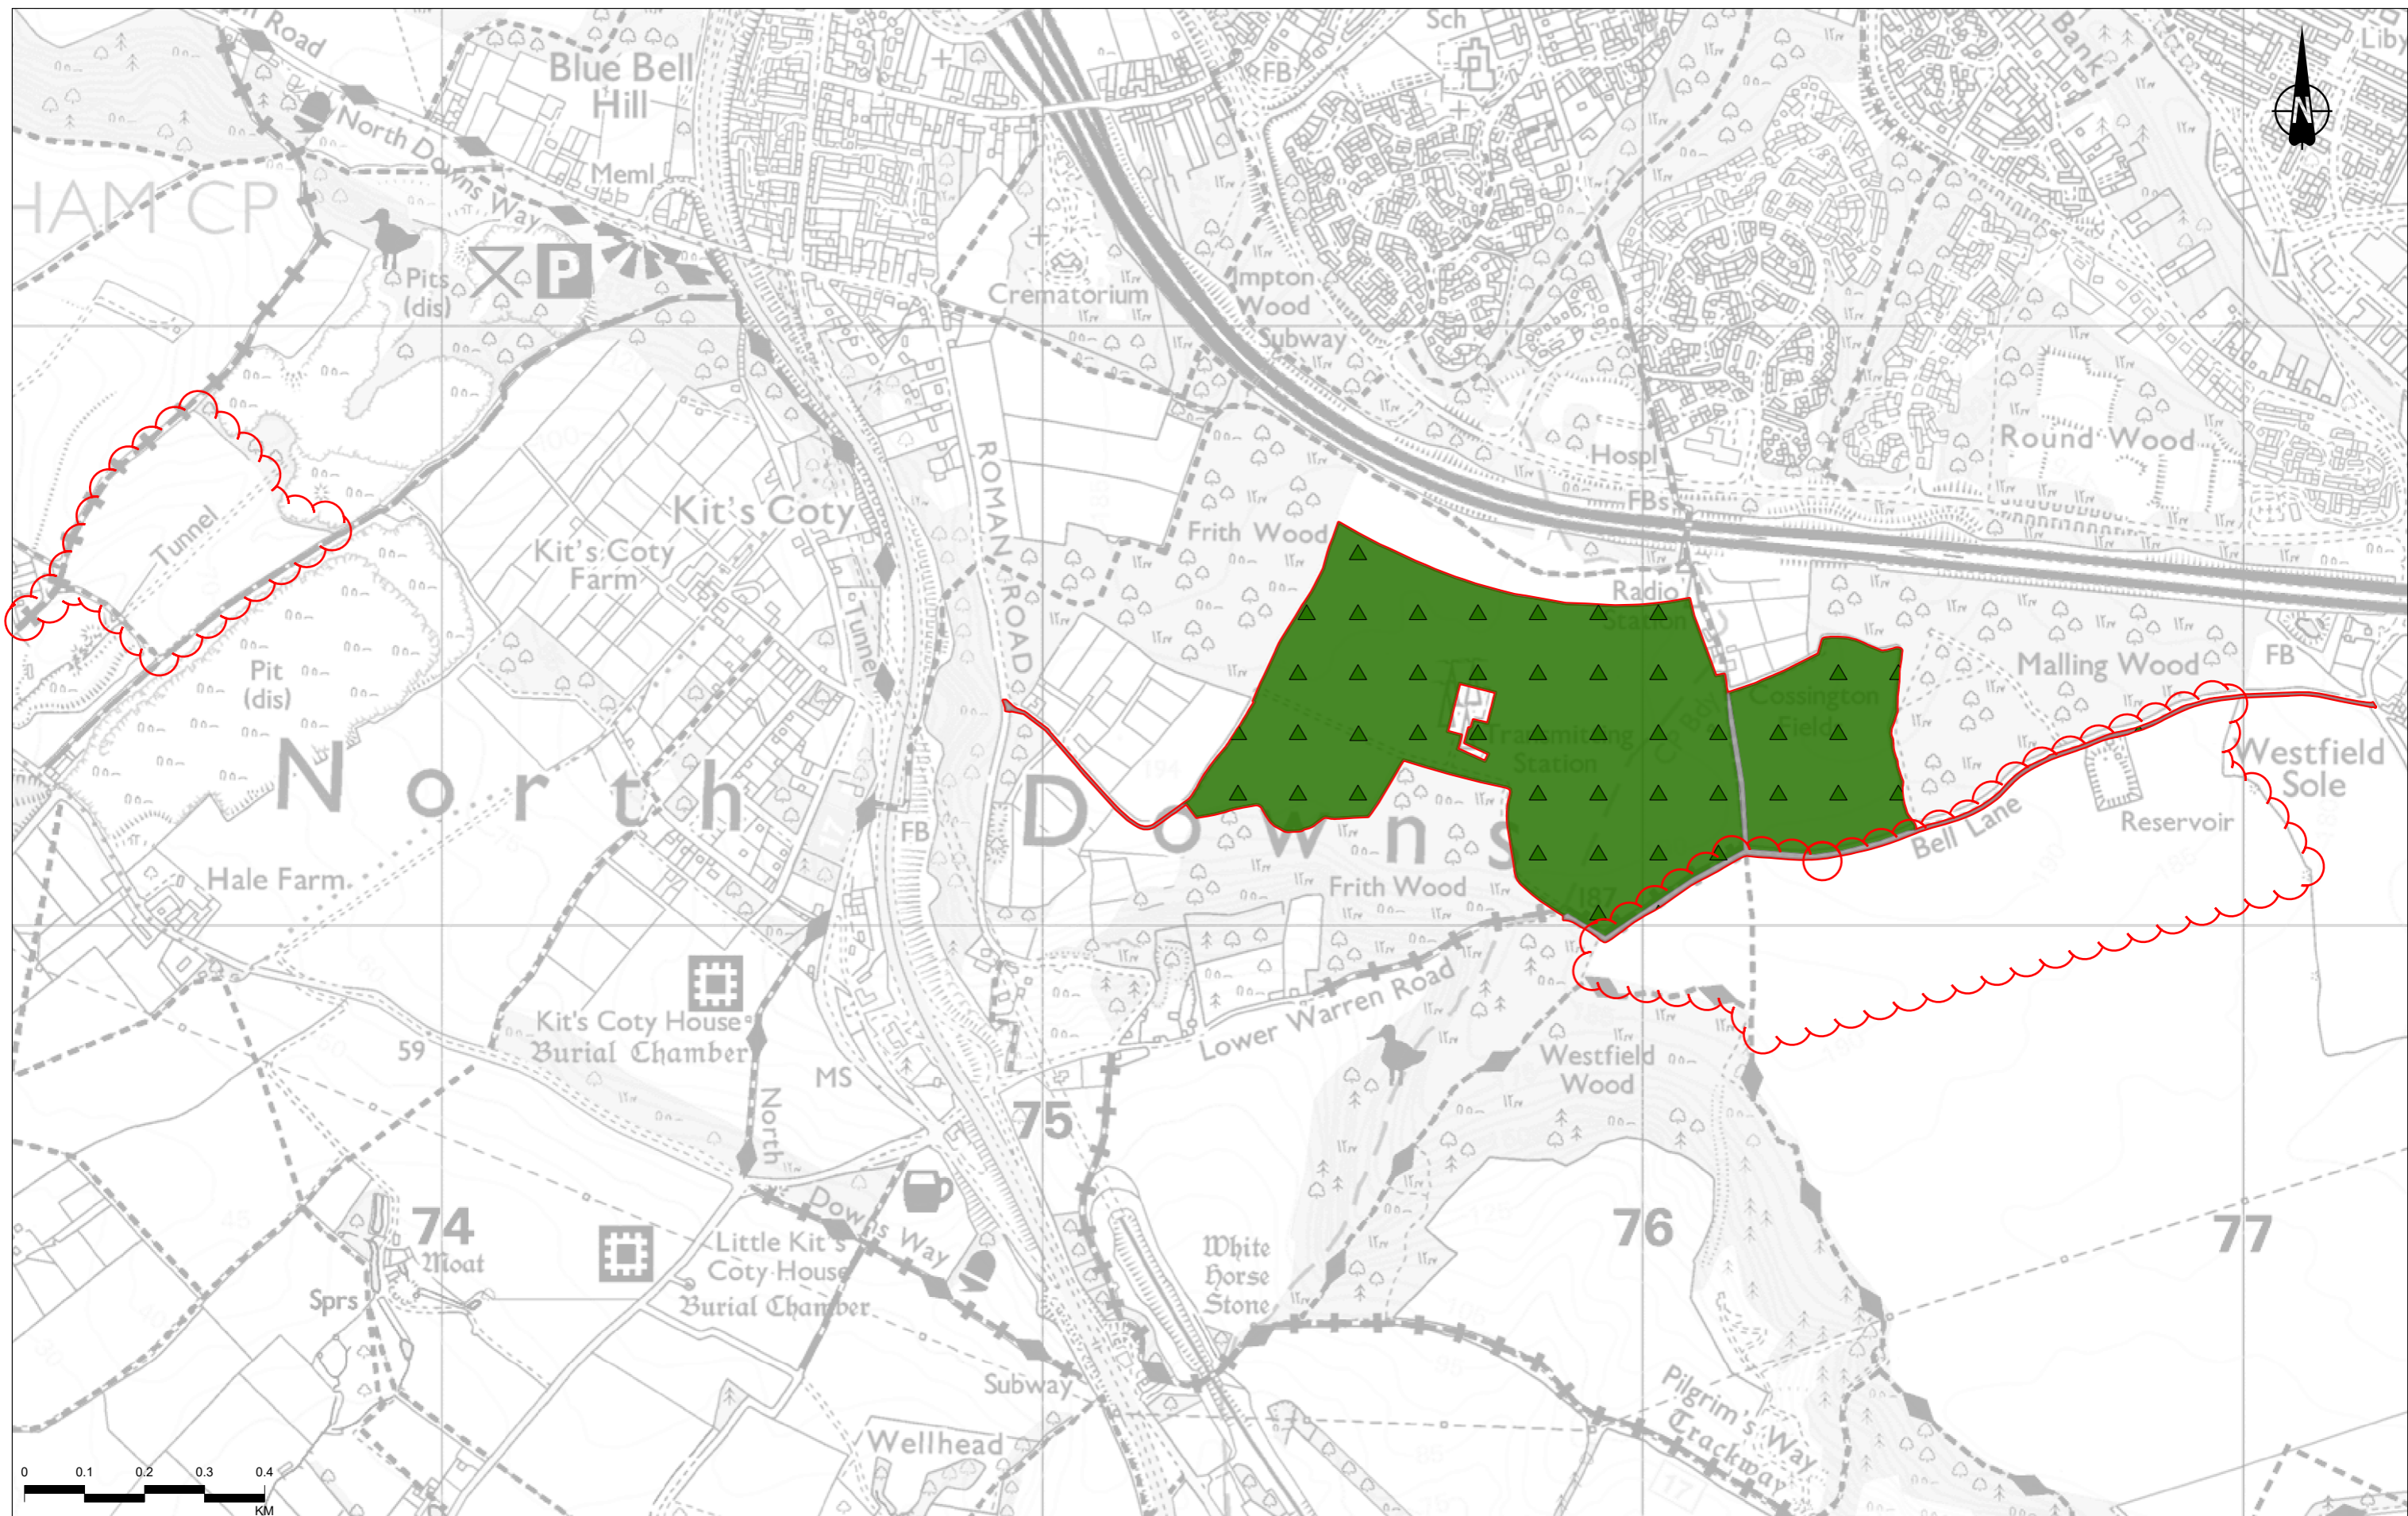 Road
Blue Bell
Hill
Sch
FB
Bank
N
North Downs Way
Meml
HAM CP
Pits
(dis)
P
Crematorium
Impton
Wood
Subway
Round Wood
Hospl
FBs
ROMAN ROAD
Kit's Coty
Kit's Coty
Farm
Tunnel
Tunnel
Frith Wood
Radio
Station
Malling Wood
FB
Pit
(dis)
Cossington
Fields
Transmitting
Station
Westfield
Sole
194
North Downs
FB
Reservoir
Bell Lane
Hale Farm
Frith Wood
187
Lower Warren Road
Kit's Coty House
Burial Chamber
59
MS
Westfield
Wood
North
Downs Way
75
74
76
77
Moat
Sprs
Little Kit's
Coty House
Burial Chamber
White
Horse
Stone
Subway
Pilgrim's Way
Trackway
Wellhead
17
0 0.1 0.2 0.3 0.4
KM